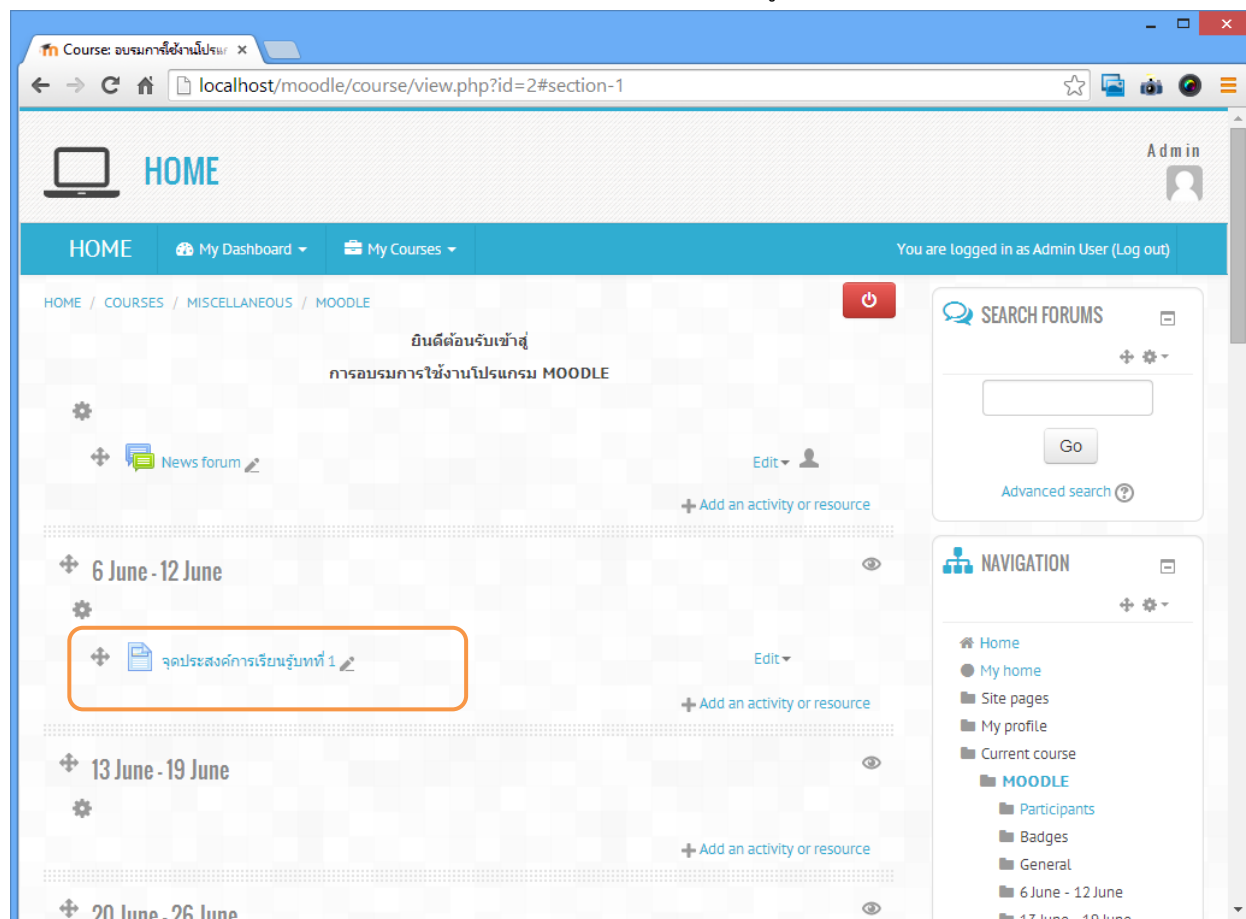 Course: อบรมการใช้งานโปรแก
localhost/moodle/course/view.php?id=2#section-1
HOME
Admin
HOME
My Dashboard
My Courses
You are logged in as Admin User (Log out)
HOME / COURSES / MISCELLANEOUS / MOODLE
ยินดีต้อนรับเข้าสู่
การอบรมการใช้งานโปรแกรม MOODLE
News forum
Edit
Add an activity or resource
6 June - 12 June
จุดประสงค์การเรียนรู้บทที่ 1
Edit
Add an activity or resource
13 June - 19 June
Add an activity or resource
20 June - 26 June
SEARCH FORUMS
Go
Advanced search
NAVIGATION
Home
My home
Site pages
My profile
Current course
MOODLE
Participants
Badges
General
6 June - 12 June
13 June - 19 June